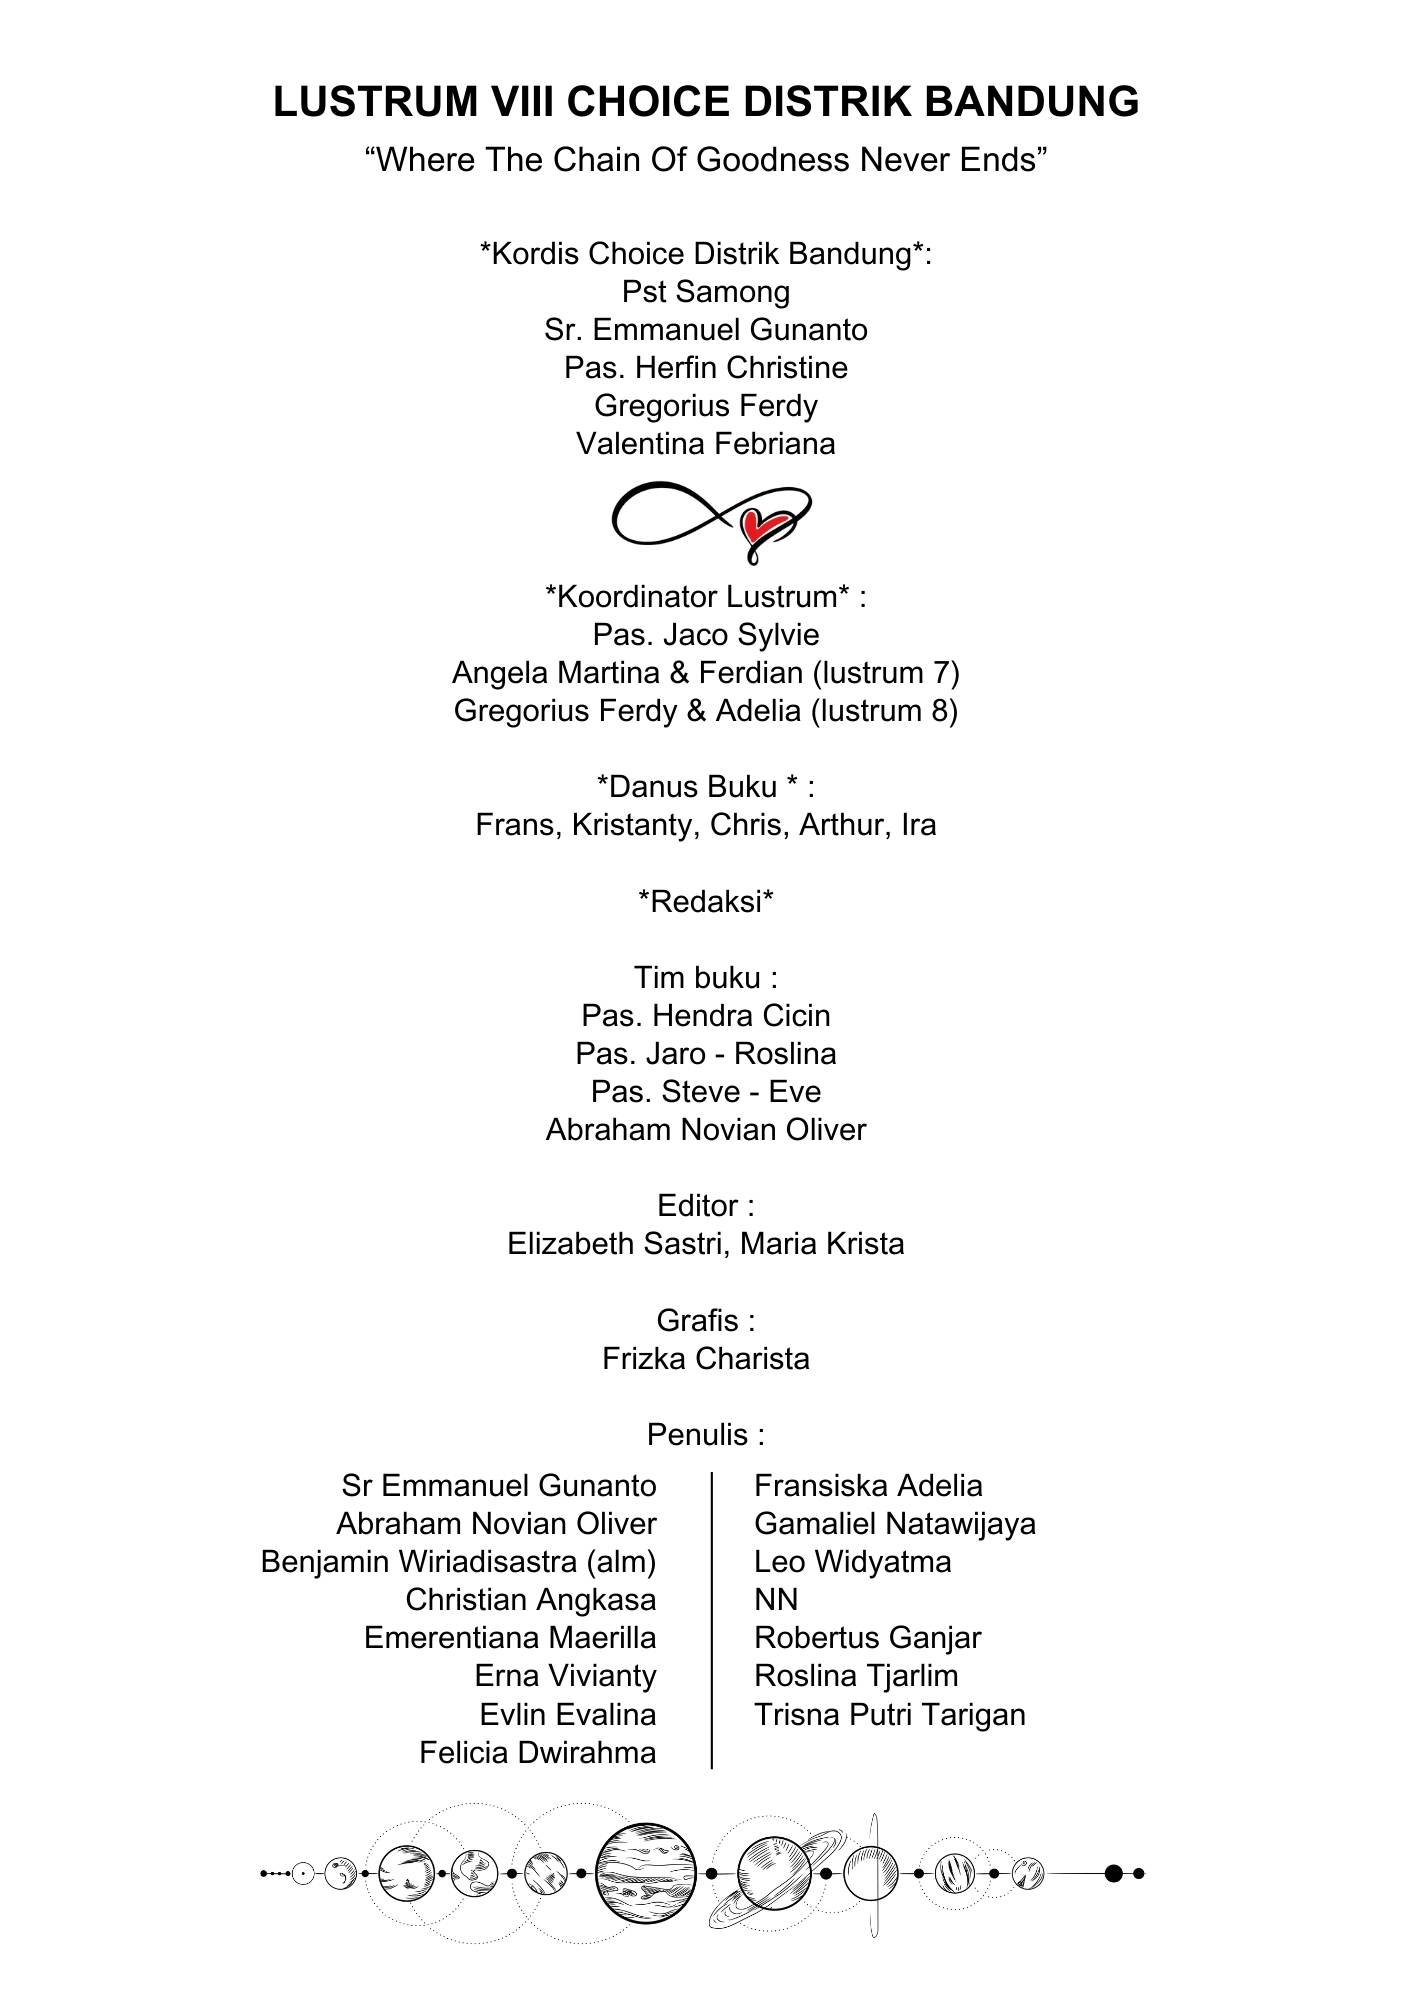 LUSTRUM VIII CHOICE DISTRIK BANDUNG
“Where The Chain Of Goodness Never Ends”
*Kordis Choice Distrik Bandung*:
Pst Samong
Sr. Emmanuel Gunanto
Pas. Herfin Christine
Gregorius Ferdy
Valentina Febriana
*Koordinator Lustrum* :
Pas. Jaco Sylvie
Angela Martina & Ferdian (lustrum 7)
Gregorius Ferdy & Adelia (lustrum 8)
*Danus Buku * :
Frans, Kristanty, Chris, Arthur, Ira
*Redaksi*
Tim buku :
Pas. Hendra Cicin
Pas. Jaro - Roslina
Pas. Steve - Eve
Abraham Novian Oliver
Editor :
Elizabeth Sastri, Maria Krista
Grafis :
Frizka Charista
Penulis :
Sr Emmanuel Gunanto
Abraham Novian Oliver
Benjamin Wiriadisastra (alm)
Christian Angkasa
Emerentiana Maerilla
Erna Vivianty
Evlin Evalina
Felicia Dwirahma
Fransiska Adelia
Gamaliel Natawijaya
Leo Widyatma
NN
Robertus Ganjar
Roslina Tjarlim
Trisna Putri Tarigan